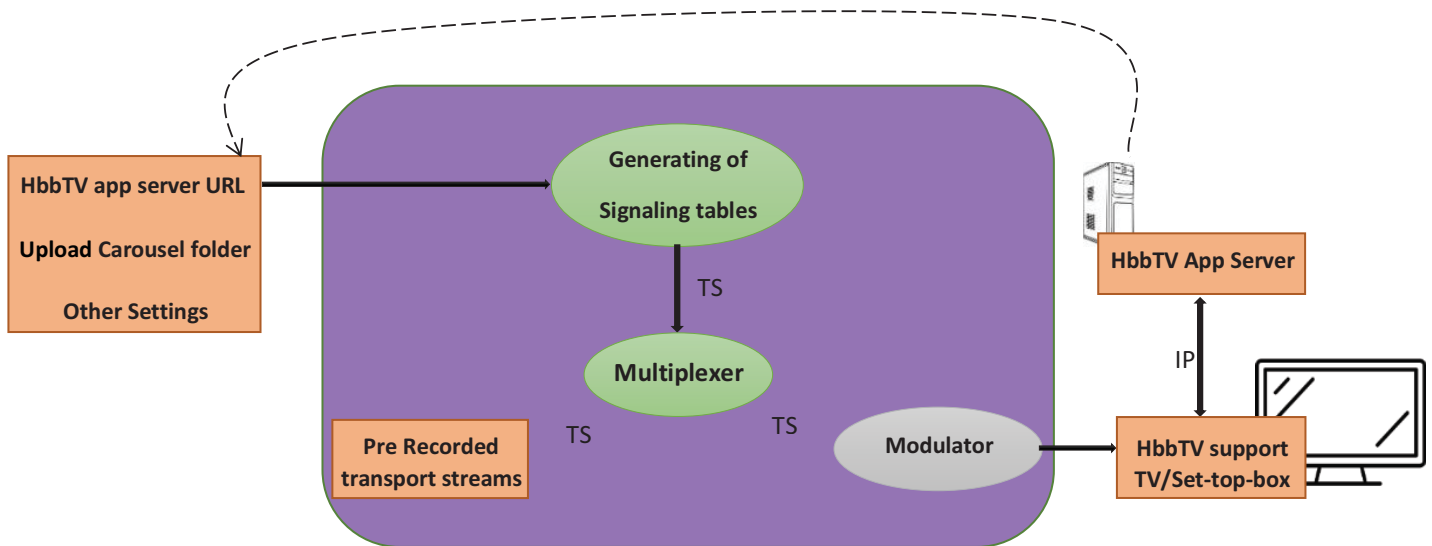 HbbTV app server URL
Upload Carousel folder
Other Settings
Generating of
Signaling tables
TS
Multiplexer
TS
TS
Pre Recorded
transport streams
Modulator
HbbTV App Server
IP
HbbTV support
TV/Set-top-box